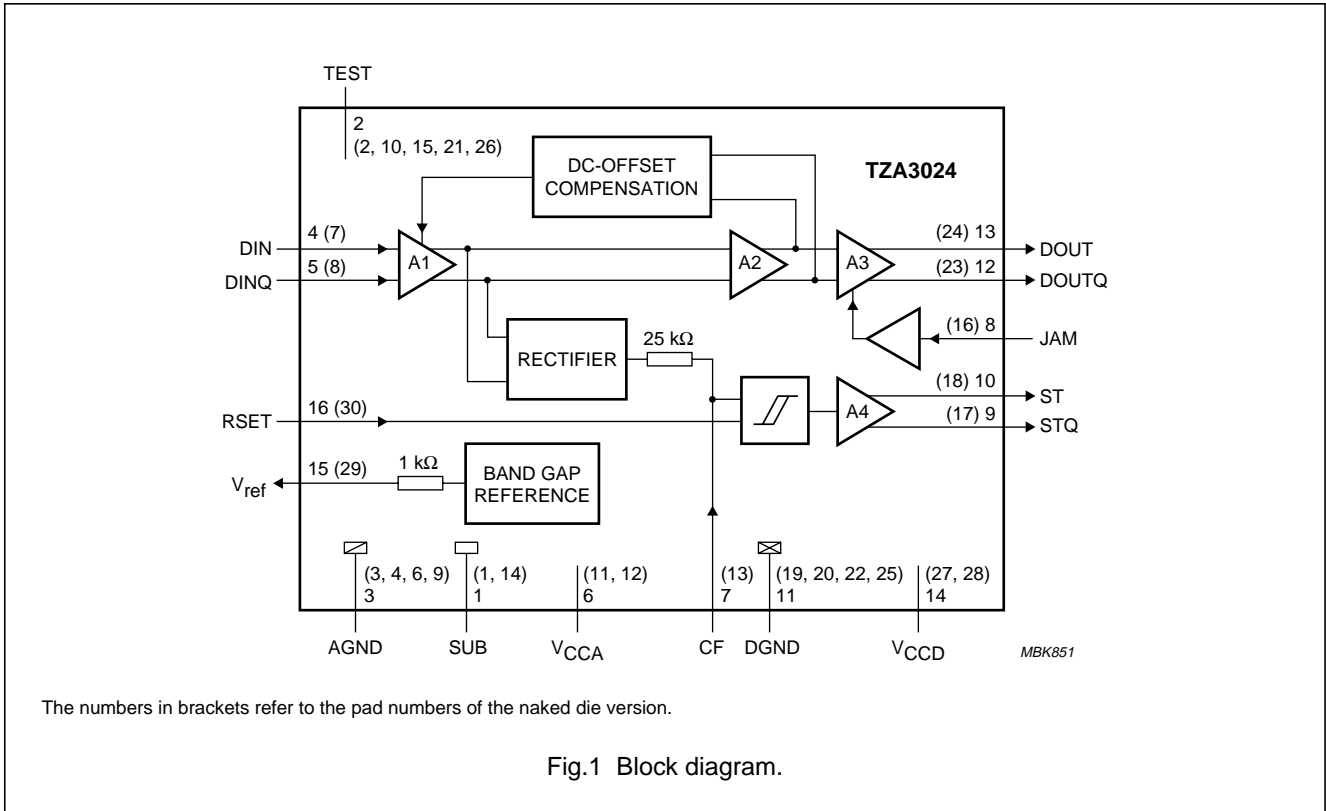 TEST
2
(2, 10, 15, 21, 26)
DC-OFFSET
COMPENSATION
TZA3024
DIN
4 (7)
A1
A2
A3
(24) 13
DOUT
DINQ
5 (8)
(23) 12
DOUTQ
(16) 8
JAM
RECTIFIER
25 kΩ
(18) 10
ST
A4
(17) 9
STQ
RSET
16 (30)
Vref
15 (29)
1 kΩ
BAND GAP
REFERENCE
(3, 4, 6, 9)
3
(1, 14)
1
(11, 12)
6
(13)
7
(19, 20, 22, 25)
11
(27, 28)
14
AGND
SUB
VCCA
CF
DGND
VCCD
MBK851
The numbers in brackets refer to the pad numbers of the naked die version.
Fig.1 Block diagram.